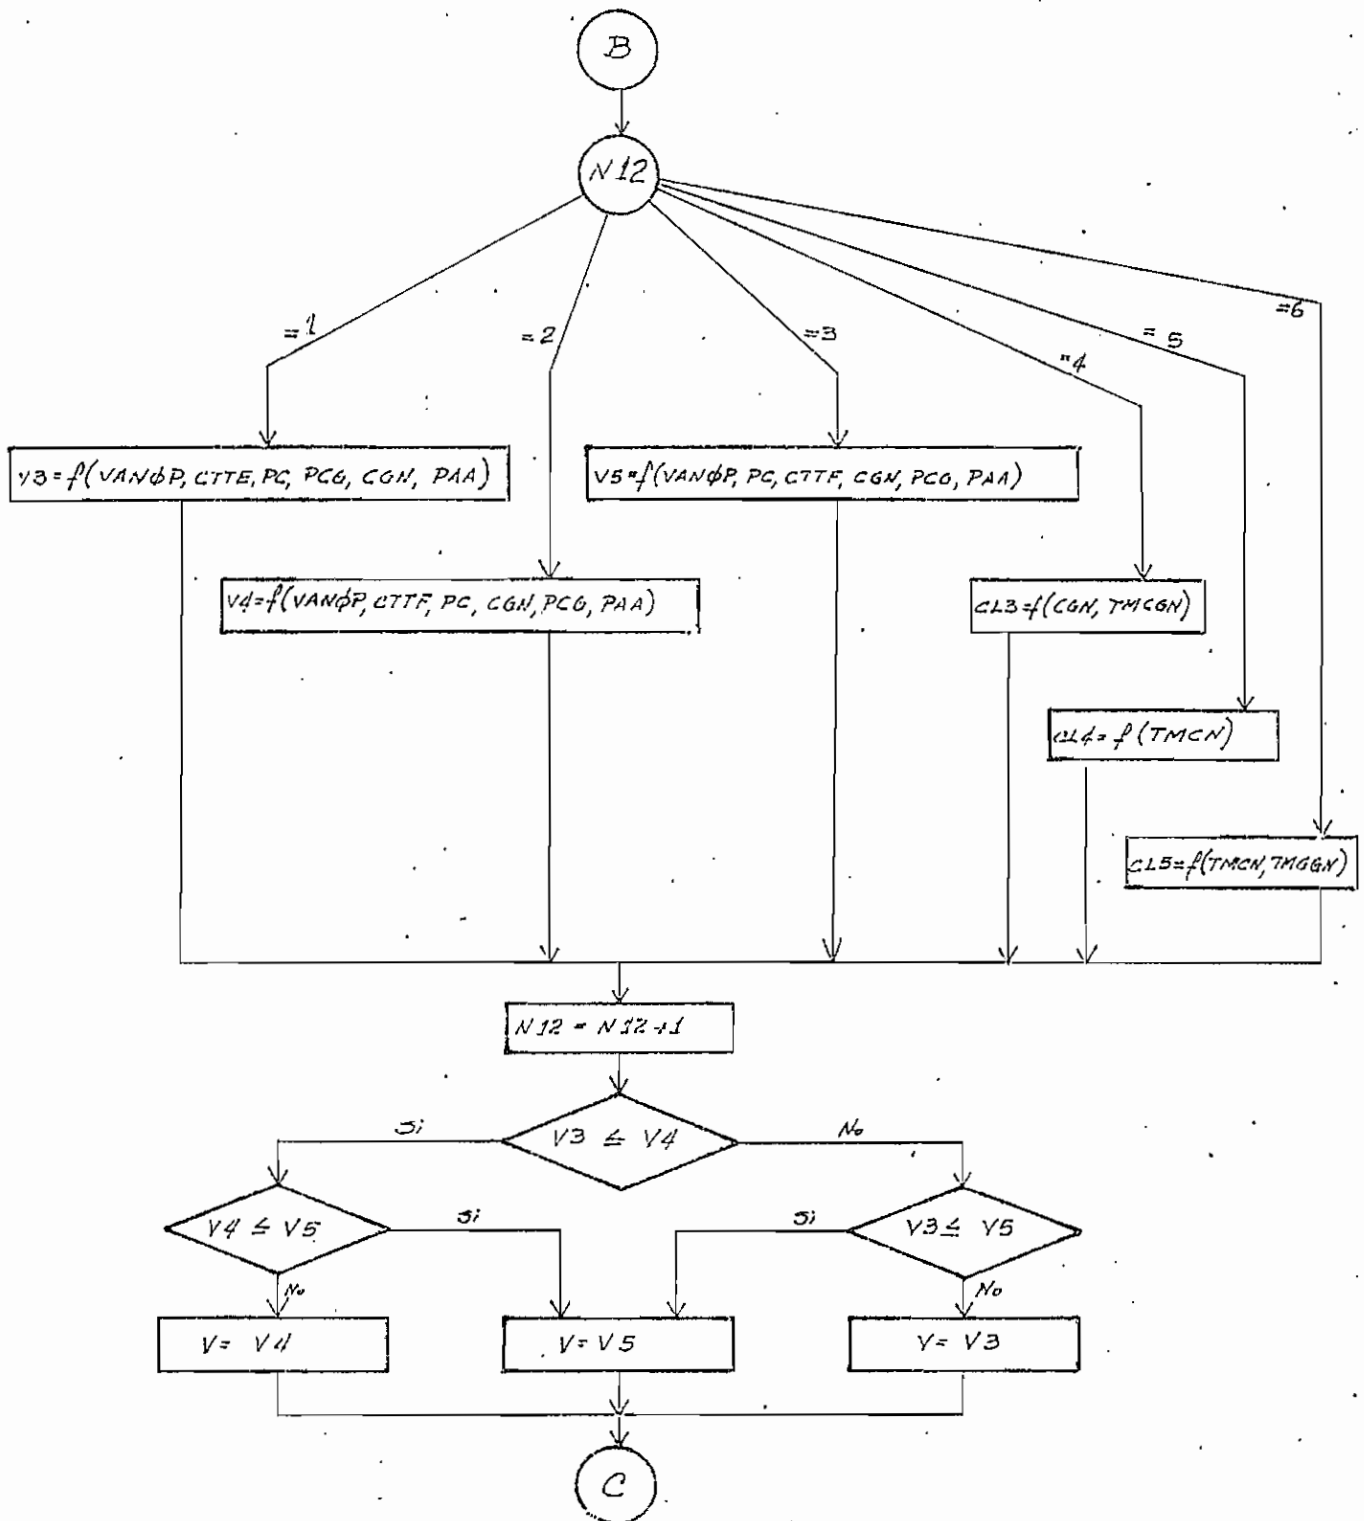 B
N12
=1
=2
=3
=4
=5
=6
V3=f(VANØP, CTTE, PC, PCG, CGN, PAA)
V5=f(VANØP, PC, CTTF, CGN, PCG, PAA)
V4=f(VANØP, CTTF, PC, CGN, PCG, PAA)
CL3=f(CGN, TMCGN)
CL4=f(TMCN)
CL5=f(TMCN, TMGGN)
N12 = N12+1
V3 ≤ V4
Si
No
V4 ≤ V5
Si
No
V3 ≤ V5
Si
No
V= V4
V= V5
V= V3
C